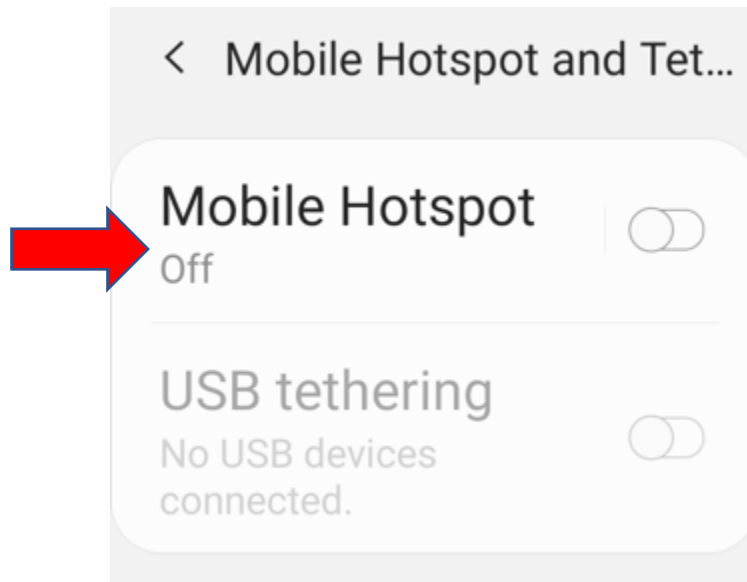 Mobile Hotspot and Tet...
Mobile Hotspot
Off
USB tethering
No USB devices
connected.